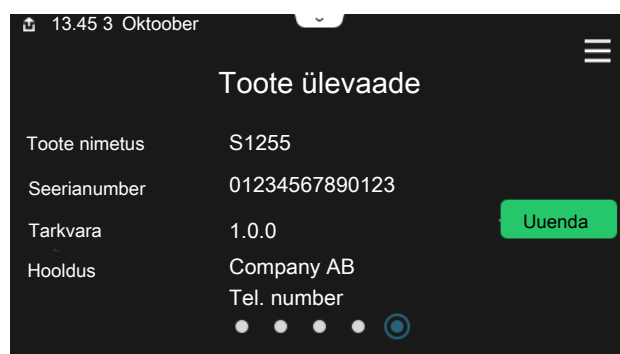 13.45 3 Oktoober
Toote ülevaade
Toote nimetus S1255
Seerianumber 01234567890123
Tarkvara 1.0.0 Uuenda
Hooldus Company AB
Tel. number